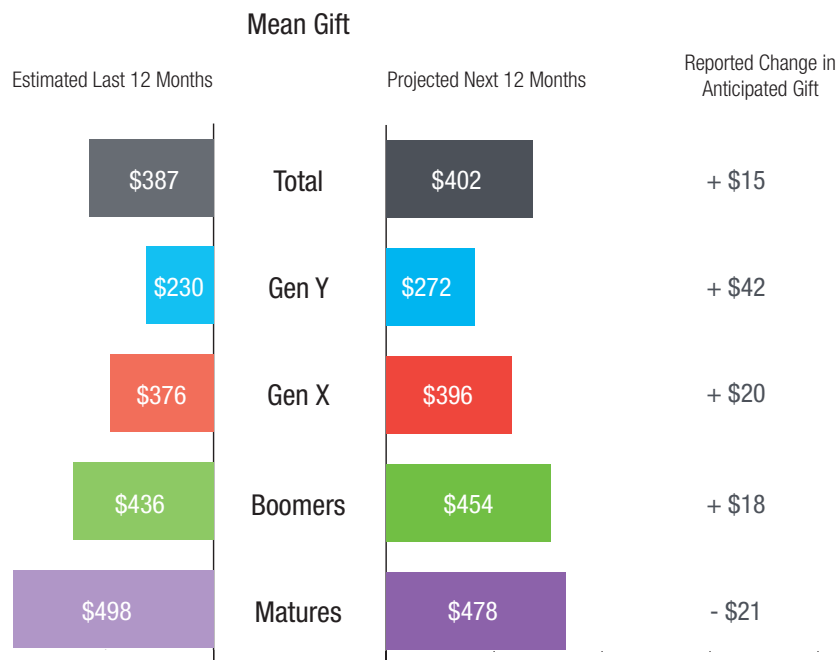 Mean Gift
Estimated Last 12 Months
Projected Next 12 Months
Reported Change in
Anticipated Gift
$387 Total $402 + $15
$230 Gen Y $272 + $42
$376 Gen X $396 + $20
$436 Boomers $454 + $18
$498 Matures $478 - $21